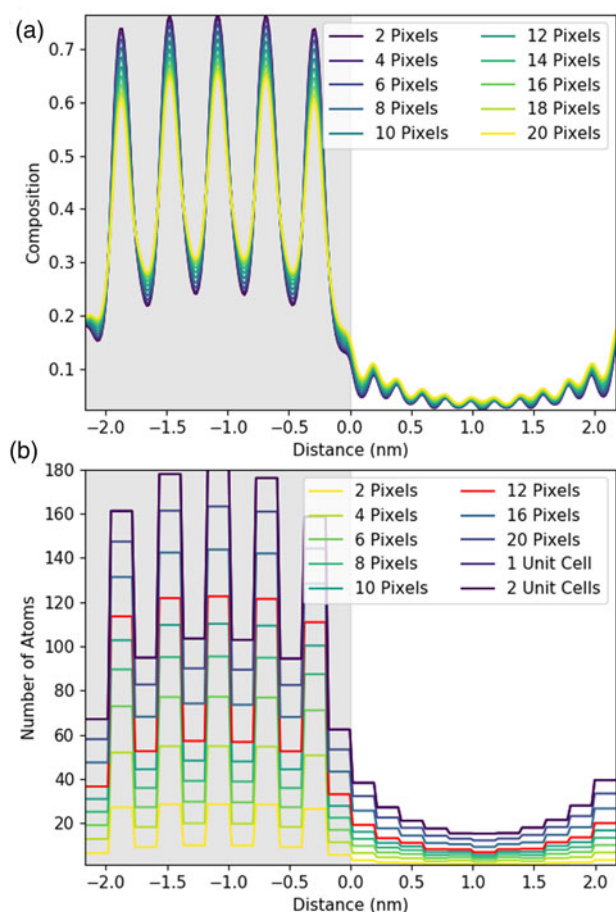 (a)
0.7
0.6
0.5
0.4
0.3
0.2
0.1
Composition
2 Pixels
4 Pixels
6 Pixels
8 Pixels
10 Pixels
12 Pixels
14 Pixels
16 Pixels
18 Pixels
20 Pixels
−2.0 −1.5 −1.0 −0.5 0.0 0.5 1.0 1.5 2.0
Distance (nm)
(b)
180
160
140
120
100
80
60
40
20
Number of Atoms
2 Pixels
4 Pixels
6 Pixels
8 Pixels
10 Pixels
12 Pixels
16 Pixels
20 Pixels
1 Unit Cell
2 Unit Cells
−2.0 −1.5 −1.0 −0.5 0.0 0.5 1.0 1.5 2.0
Distance (nm)